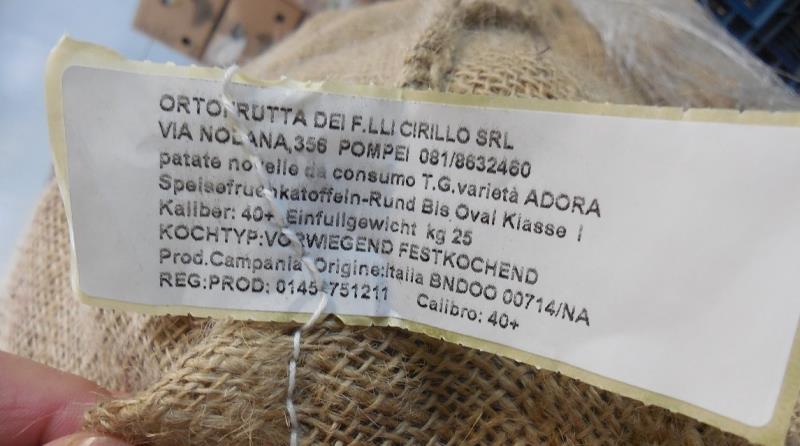 ORTOFRUTTA DEI F.LLI CIRILLO SRL
VIA NOLANA,356 POMPEI 081/8632460
patate novelle da consumo T.G.varietà ADORA
Speisefruehkatoffeln-Rund Bis Oval Klasse I
Kaliber: 40+ Einfullgewicht kg 25
KOCHTYP:VORWIEGEND FESTKOCHEND
Prod.Campania Origine:Italia BNDOO 00714/NA
REG:PROD: 0145 751211 Calibro: 40+